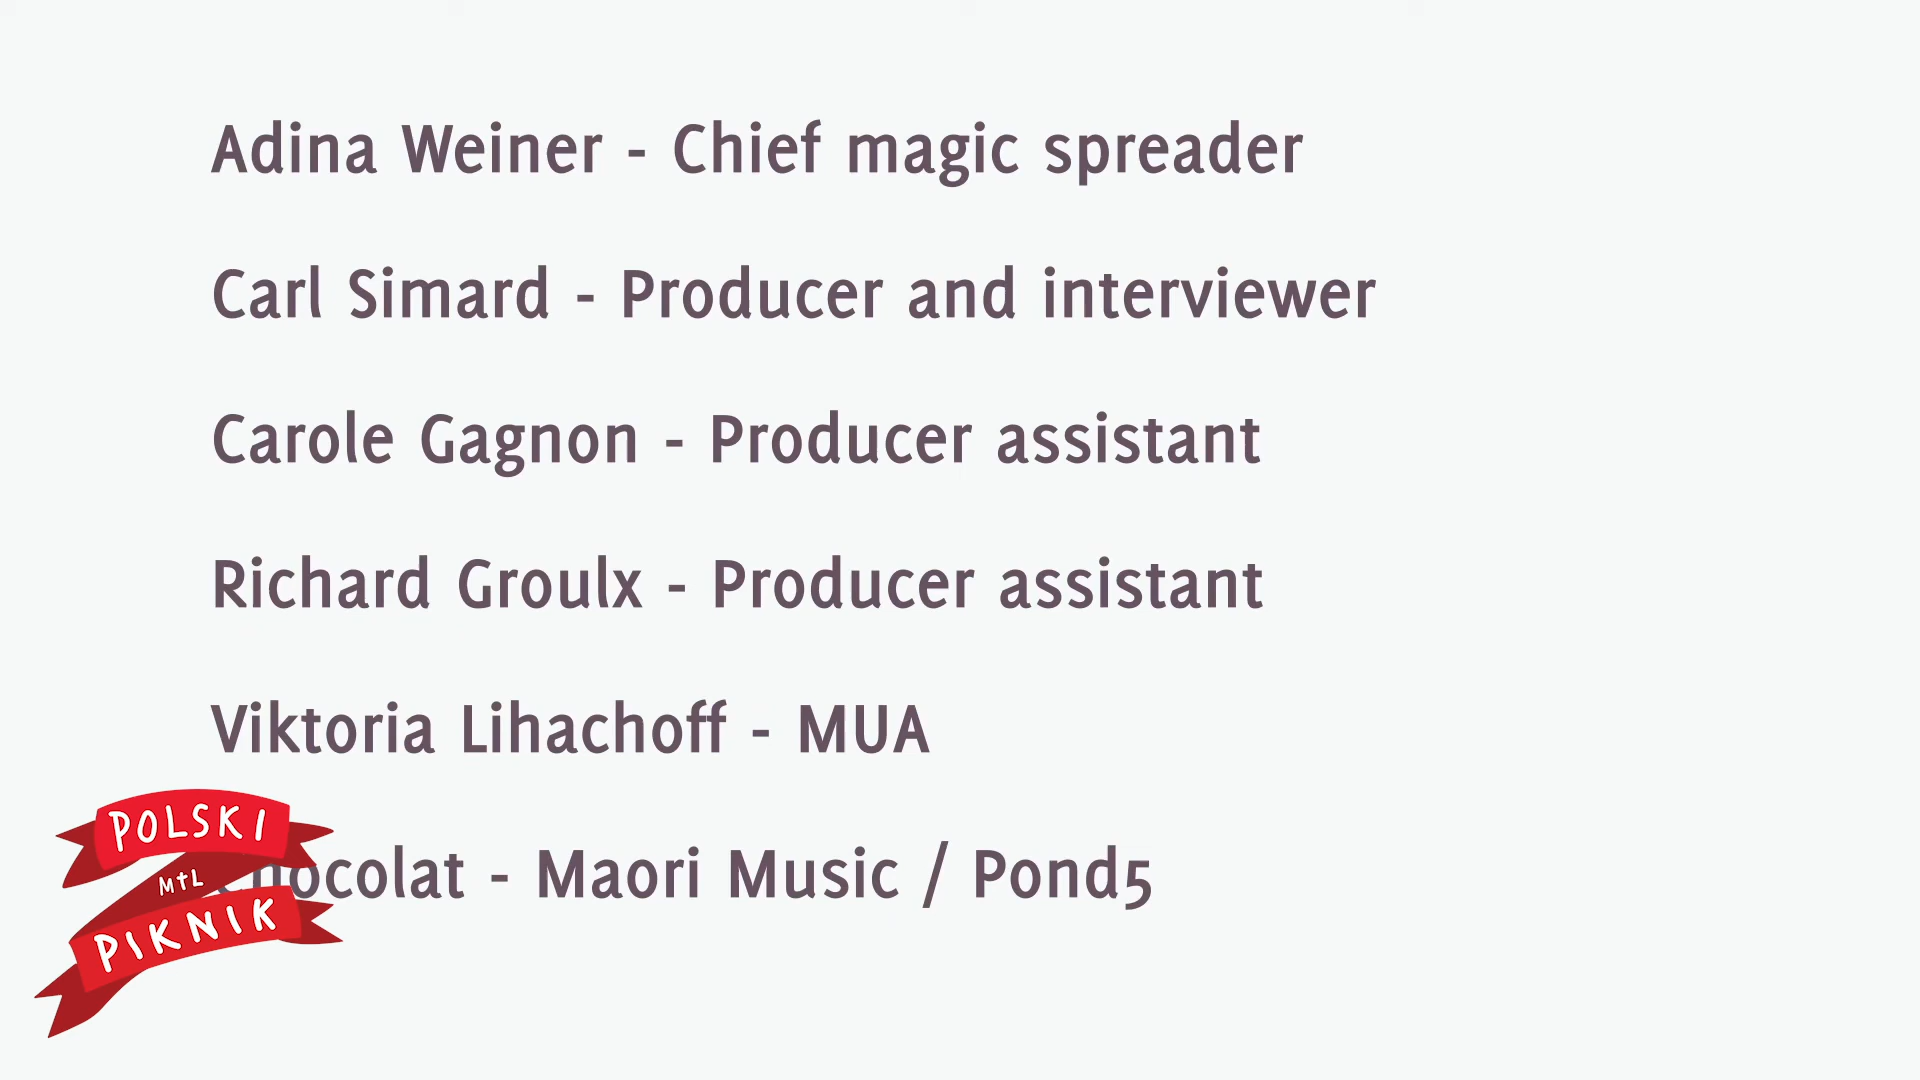 Adina Weiner - Chief magic spreader
Carl Simard - Producer and interviewer
Carole Gagnon - Producer assistant
Richard Groulx - Producer assistant
Viktoria Lihachoff - MUA
Chocolat - Maori Music / Pond5
POLSKI
MtL
PIKNIK